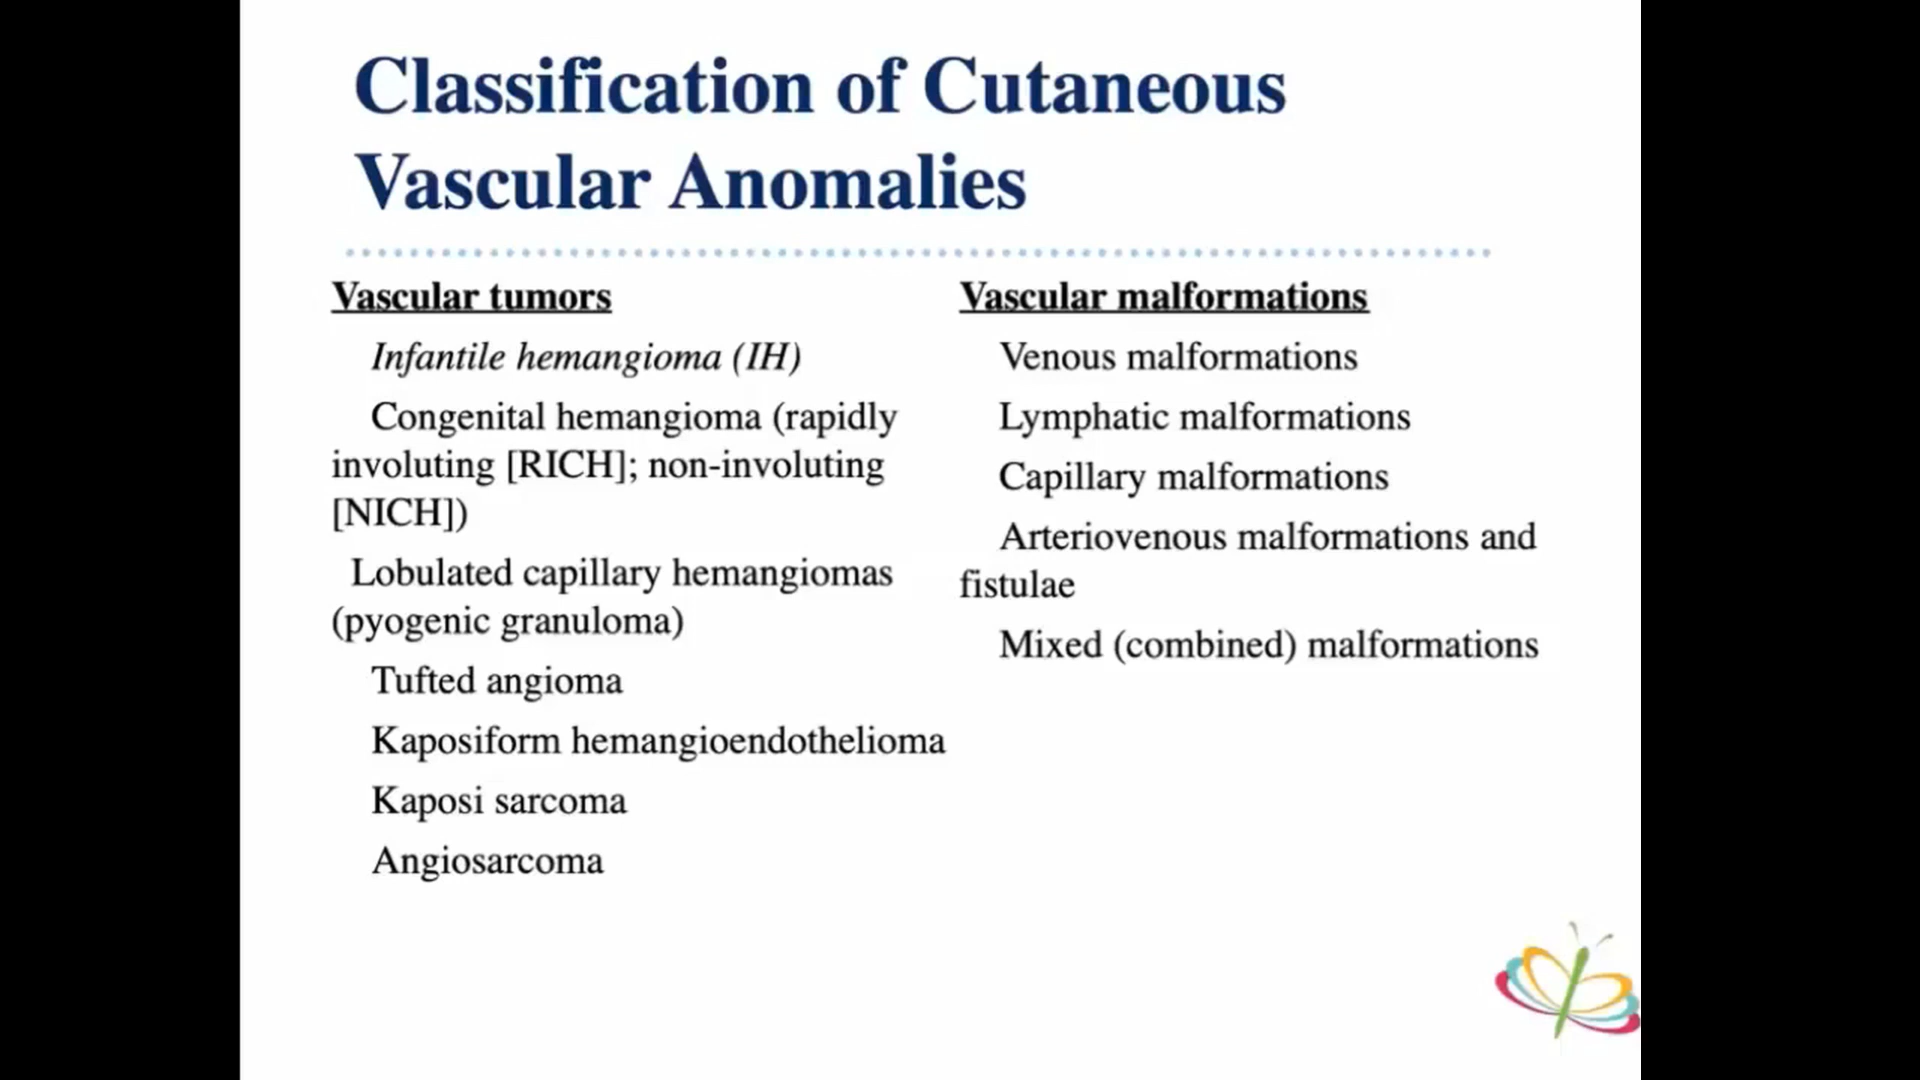 Classification of Cutaneous
Vascular Anomalies
Vascular tumors
Infantile hemangioma (IH)
Congenital hemangioma (rapidly
involuting [RICH]; non-involuting
[NICH])
Lobulated capillary hemangiomas
(pyogenic granuloma)
Tufted angioma
Kaposiform hemangioendothelioma
Kaposi sarcoma
Angiosarcoma
Vascular malformations
Venous malformations
Lymphatic malformations
Capillary malformations
Arteriovenous malformations and
fistulae
Mixed (combined) malformations